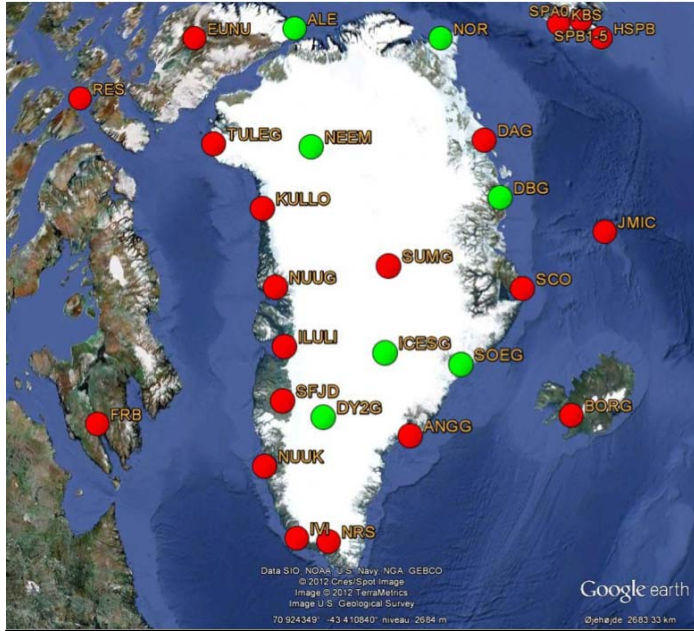 SPA0 KBS
ALE
EUNU
NOR
SPB1-5 HSPB
RES
TULEG
NEEM
DAG
DBG
KULLO
JMIC
SUMG
NUUG
SCO
ILULI
ICESG
SOEG
SFJD
DY2G
FRB
BORG
ANGG
NUUK
IVI
NRS
Data SIO, NOAA, U.S. Navy, NGA, GEBCO
© 2012 Cnes/Spot Image
Image © 2012 TerraMetrics
Image U.S. Geological Survey
Google earth
70 924349° -43 410840° niveau 2684 m
Øjehøjde 2683 33 km